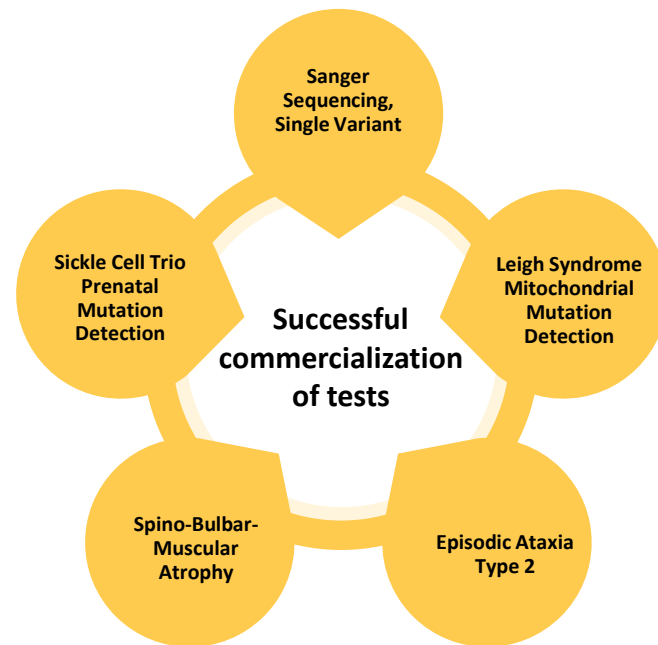 Sanger
Sequencing,
Single Variant
Leigh Syndrome
Mitochondrial
Mutation
Detection
Episodic Ataxia
Type 2
Spino-Bulbar-
Muscular
Atrophy
Sickle Cell Trio
Prenatal
Mutation
Detection
Successful
commercialization
of tests